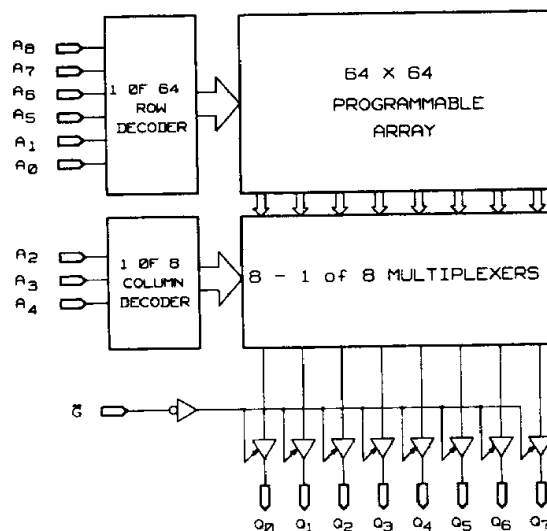 A8
A7
A6
A5
A1
A0
1 OF 64
ROW
DECODER
64 X 64
PROGRAMMABLE
ARRAY
A2
A3
A4
1 OF 8
COLUMN
DECODER
8 - 1 of 8 MULTIPLEXERS
G̅
Q0 Q1 Q2 Q3 Q4 Q5 Q6 Q7